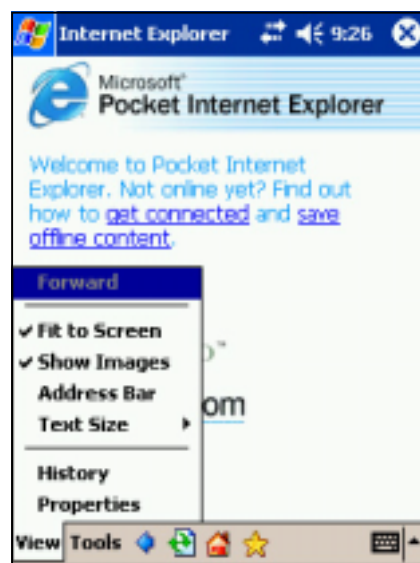 Internet Explorer 9:26
Microsoft®
Pocket Internet Explorer
Welcome to Pocket Internet
Explorer. Not online yet? Find out
how to get connected and save
offline content.
Forward
Fit to Screen
Show Images
Address Bar
om
Text Size
History
Properties
View Tools